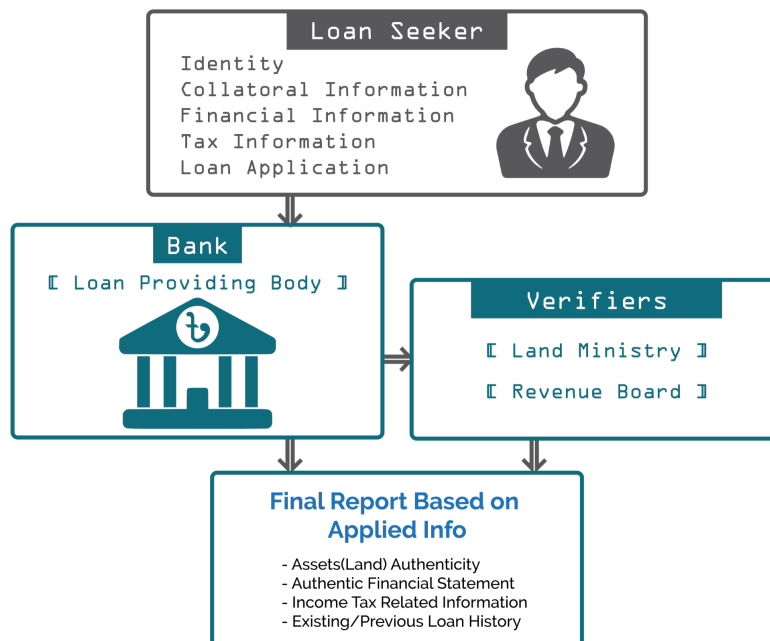 Loan Seeker
Identity
Collatoral Information
Financial Information
Tax Information
Loan Application
Bank
[ Loan Providing Body ]
৳
Verifiers
[ Land Ministry ]
[ Revenue Board ]
Final Report Based on
Applied Info
- Assets(Land) Authenticity
- Authentic Financial Statement
- Income Tax Related Information
- Existing/Previous Loan History